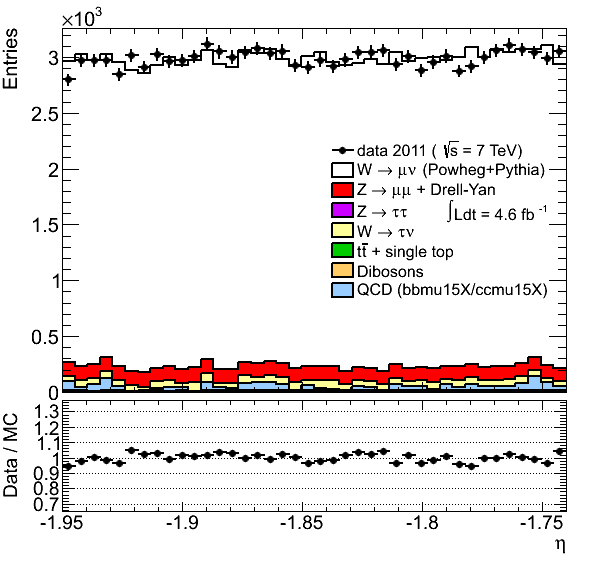 ×10³
Entries
3
2.5
2
1.5
1
0.5
0
data 2011 ( √s = 7 TeV)
W → μν (Powheg+Pythia)
Z → μμ + Drell-Yan
Z → ττ
∫Ldt = 4.6 fb⁻¹
W → τν
tt̅ + single top
Dibosons
QCD (bbmu15X/ccmu15X)
Data / MC
1.3
1.2
1.1
1
0.9
0.8
0.7
-1.95 -1.9 -1.85 -1.8 -1.75
η